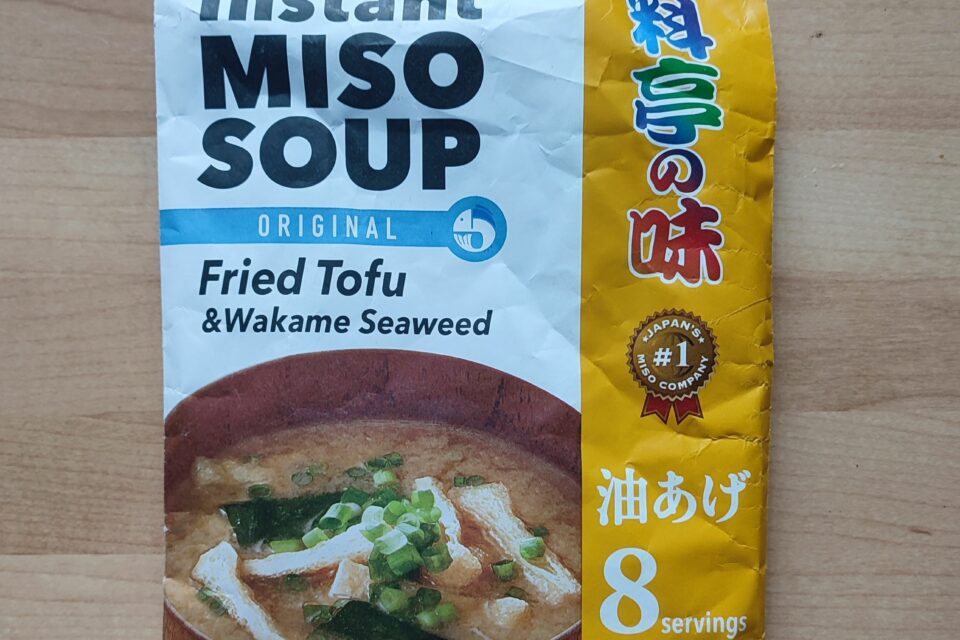 Instant
MISO
SOUP
ORIGINAL
Fried Tofu
&Wakame Seaweed
料亭の味
JAPAN'S
#1
MISO COMPANY
油あげ
8
servings